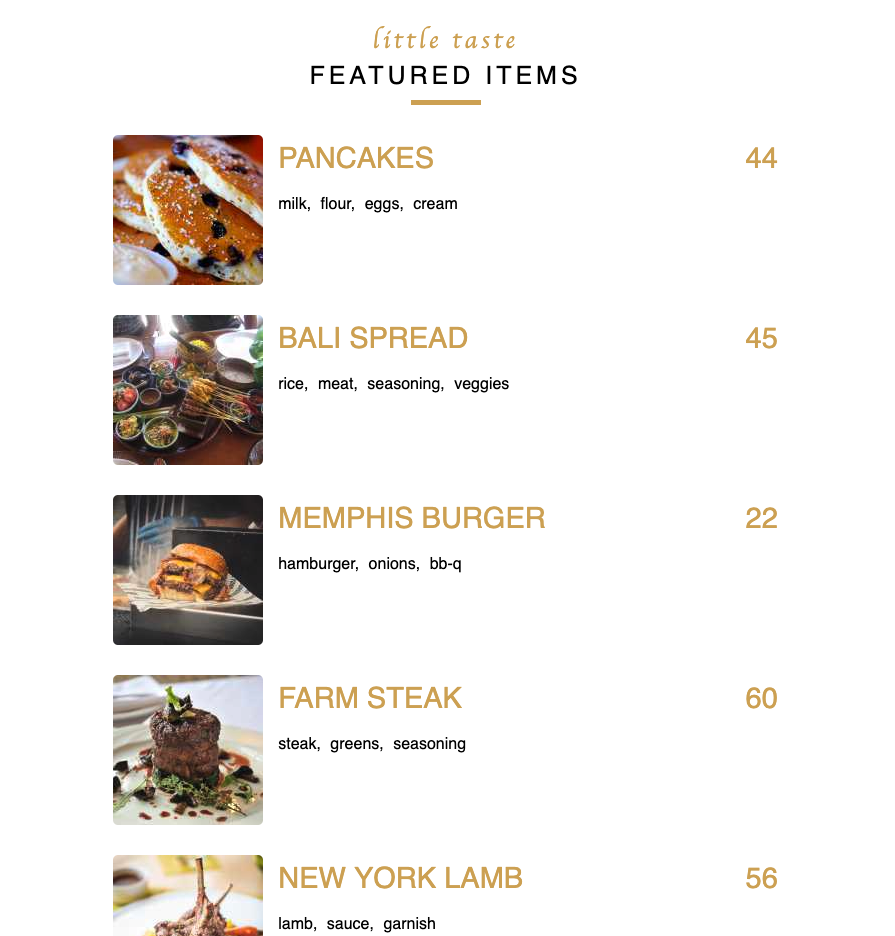 little taste
FEATURED ITEMS
PANCAKES 44
milk, flour, eggs, cream
BALI SPREAD 45
rice, meat, seasoning, veggies
MEMPHIS BURGER 22
hamburger, onions, bb-q
FARM STEAK 60
steak, greens, seasoning
NEW YORK LAMB 56
lamb, sauce, garnish